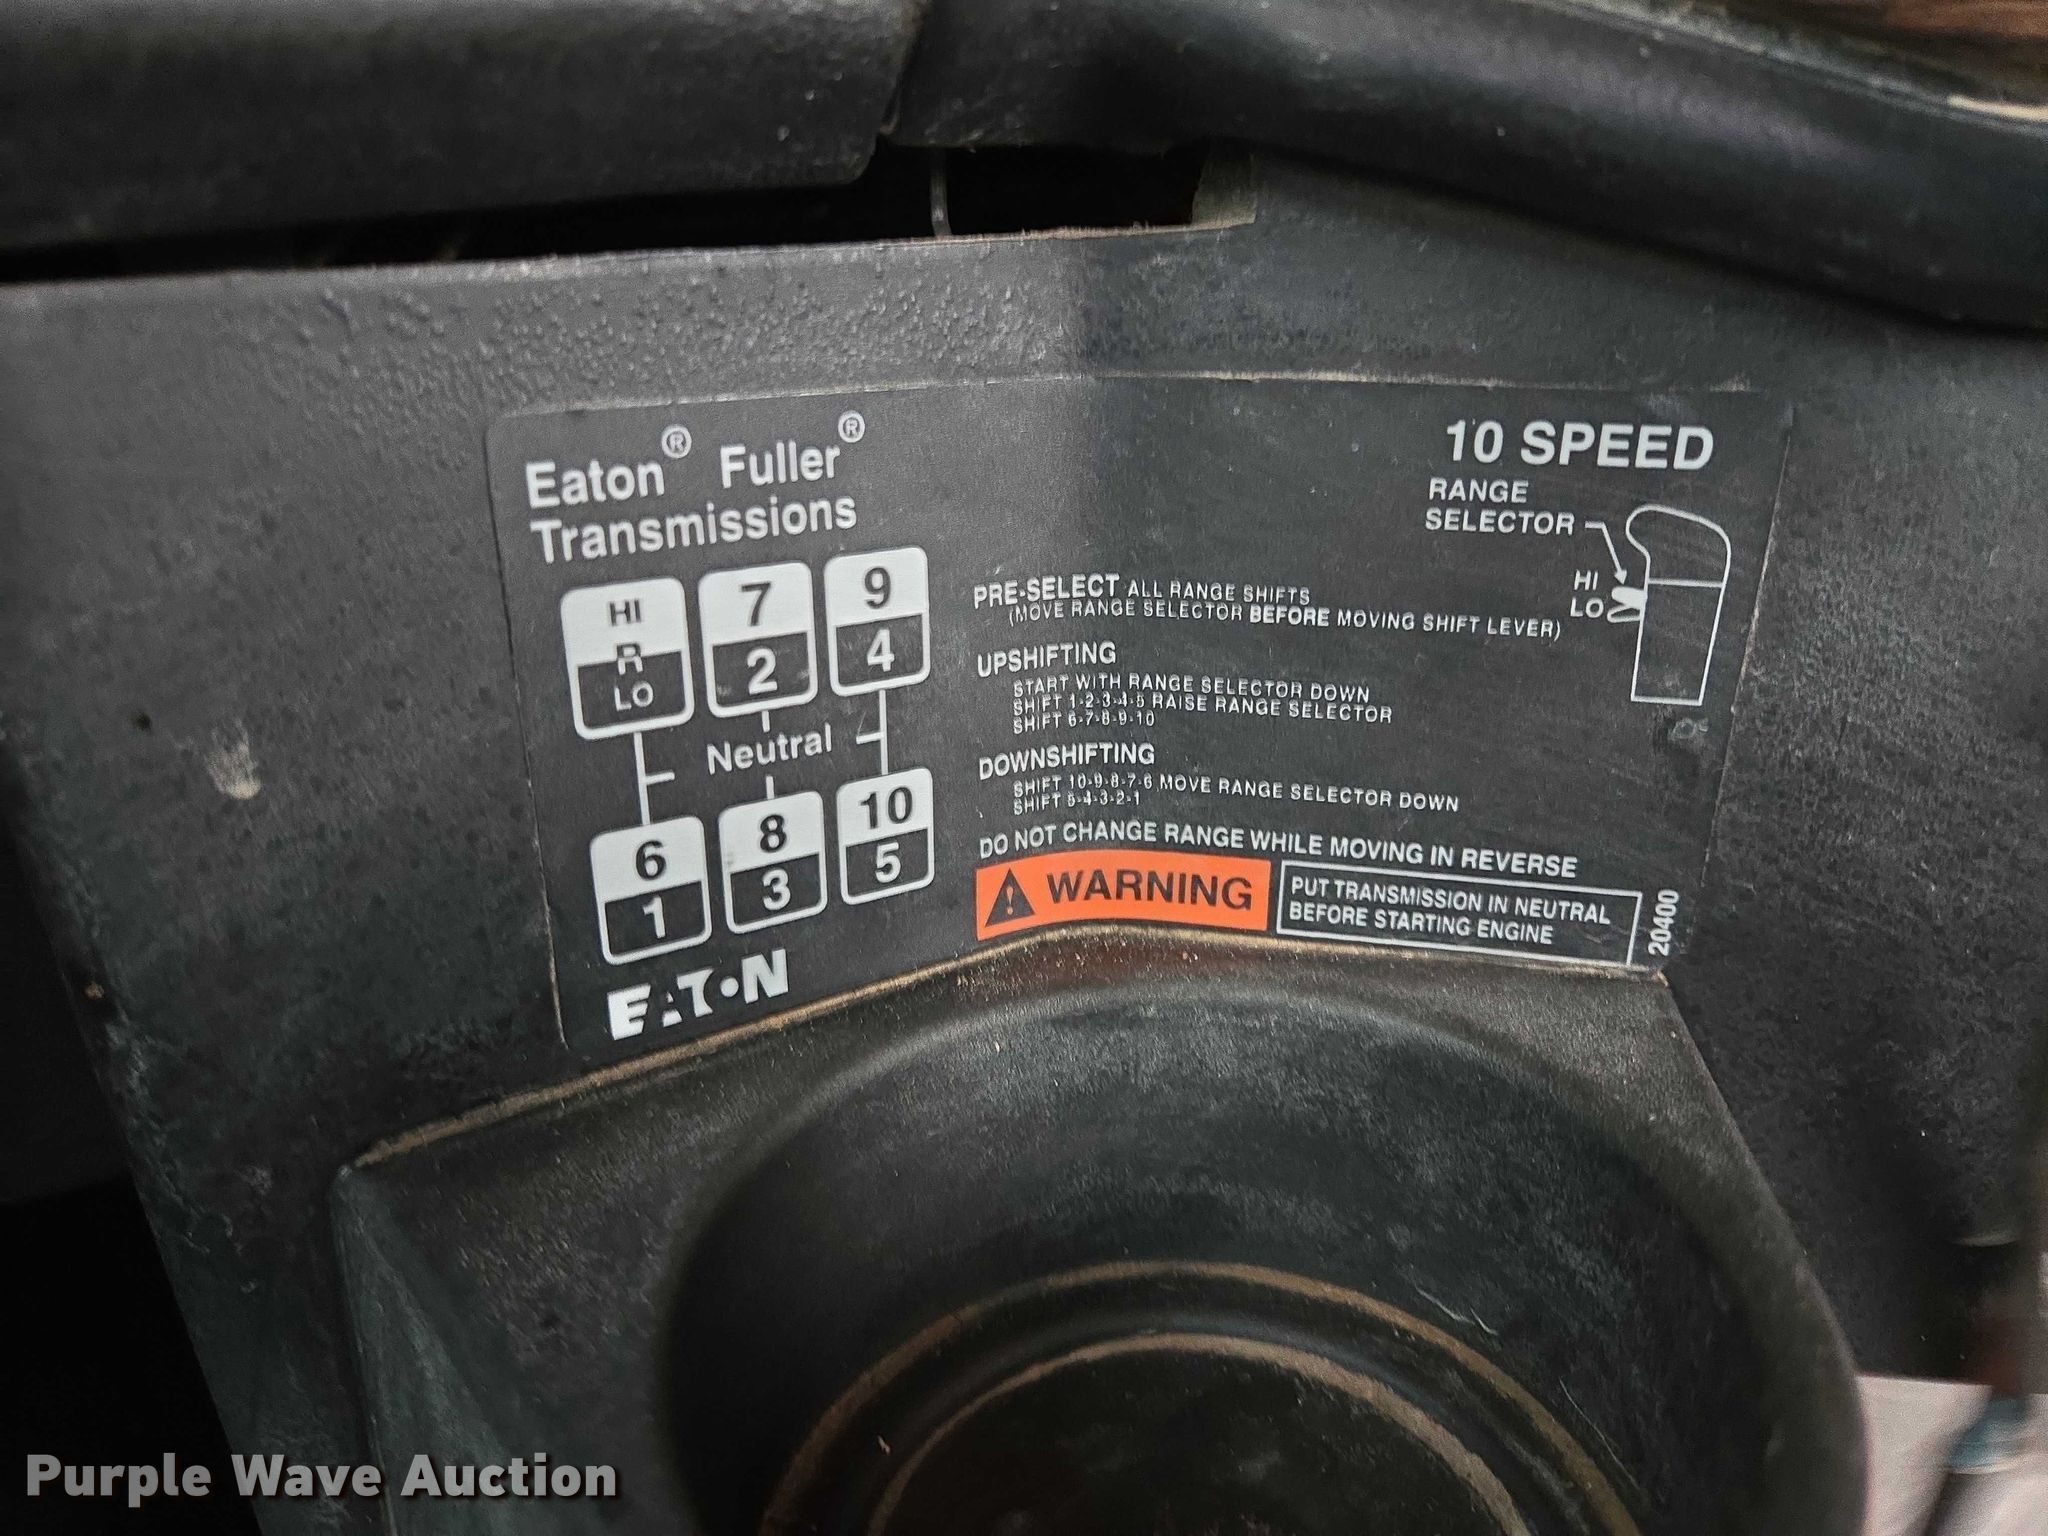 Eaton® Fuller®
Transmissions
HI
R
LO
7
2
9
4
Neutral
6
1
8
3
10
5
EATON
10 SPEED
RANGE
SELECTOR
HI
LO
PRE-SELECT ALL RANGE SHIFTS
(MOVE RANGE SELECTOR BEFORE MOVING SHIFT LEVER)
UPSHIFTING
START WITH RANGE SELECTOR DOWN
SHIFT 1-2-3-4-5 RAISE RANGE SELECTOR
SHIFT 6-7-8-9-10
DOWNSHIFTING
SHIFT 10-9-8-7-6 MOVE RANGE SELECTOR DOWN
SHIFT 5-4-3-2-1
DO NOT CHANGE RANGE WHILE MOVING IN REVERSE
WARNING
PUT TRANSMISSION IN NEUTRAL
BEFORE STARTING ENGINE
20400
Purple Wave Auction